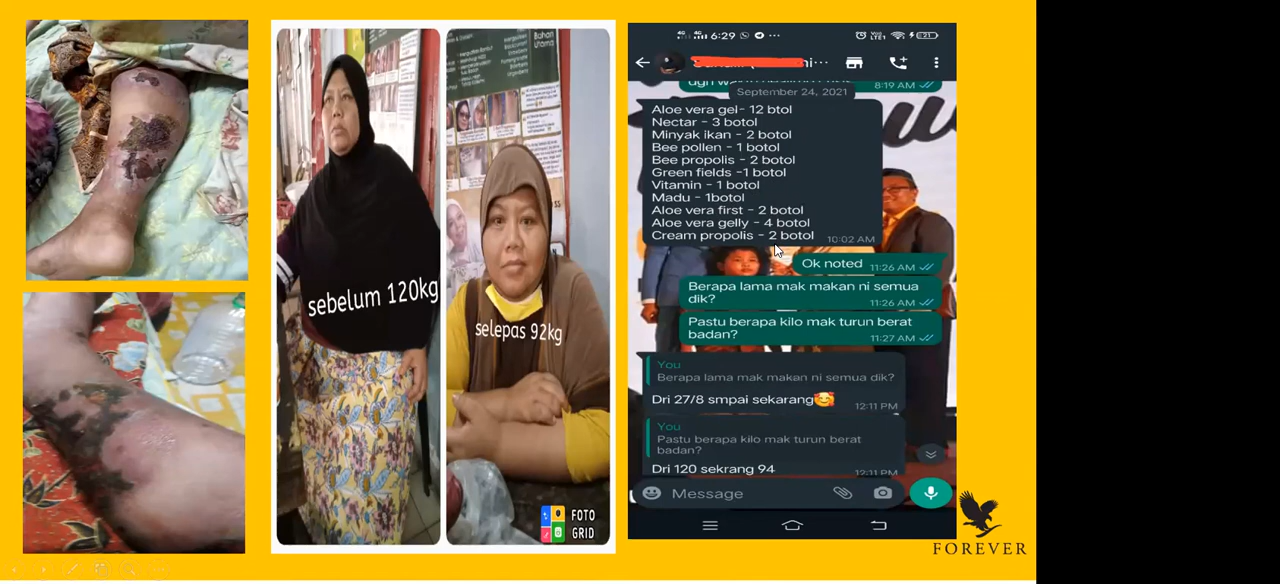 sebelum 120kg
Bahan
Utama
selepas 92kg
FOTO
GRID
6:29
8:19 AM
September 24, 2021
Aloe vera gel- 12 btol
Nectar - 3 botol
Minyak ikan - 2 botol
Bee pollen - 1 botol
Bee propolis - 2 botol
Green fields -1 botol
Vitamin - 1 botol
Madu - 1botol
Aloe vera first - 2 botol
Aloe vera gelly - 4 botol
Cream propolis - 2 botol
10:02 AM
Ok noted 11:26 AM
Berapa lama mak makan ni semua
dik? 11:26 AM
Pastu berapa kilo mak turun berat
badan? 11:27 AM
You
Berapa lama mak makan ni semua dik?
Dri 27/8 smpai sekarang
12:11 PM
You
Pastu berapa kilo mak turun berat
badan?
Dri 120 sekrang 94 12:11 PM
Message
FOREVER